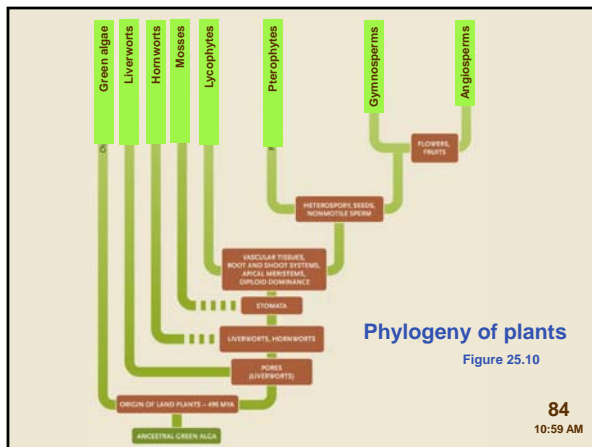 Green algae
Liverworts
Hornworts
Mosses
Lycophytes
Pterophytes
Gymnosperms
Angiosperms
FLOWERS,
FRUITS
HETEROSPORY, SEEDS,
NONMOTILE SPERM
VASCULAR TISSUES,
ROOT AND SHOOT SYSTEMS,
APICAL MERISTEMS,
DIPLOID DOMINANCE
STOMATA
LIVERWORTS, HORNWORTS
Phylogeny of plants
Figure 25.10
PORES
(LIVERWORTS)
ORIGIN OF LAND PLANTS – 490 MYA
ANCESTRAL GREEN ALGA
84
10:59 AM